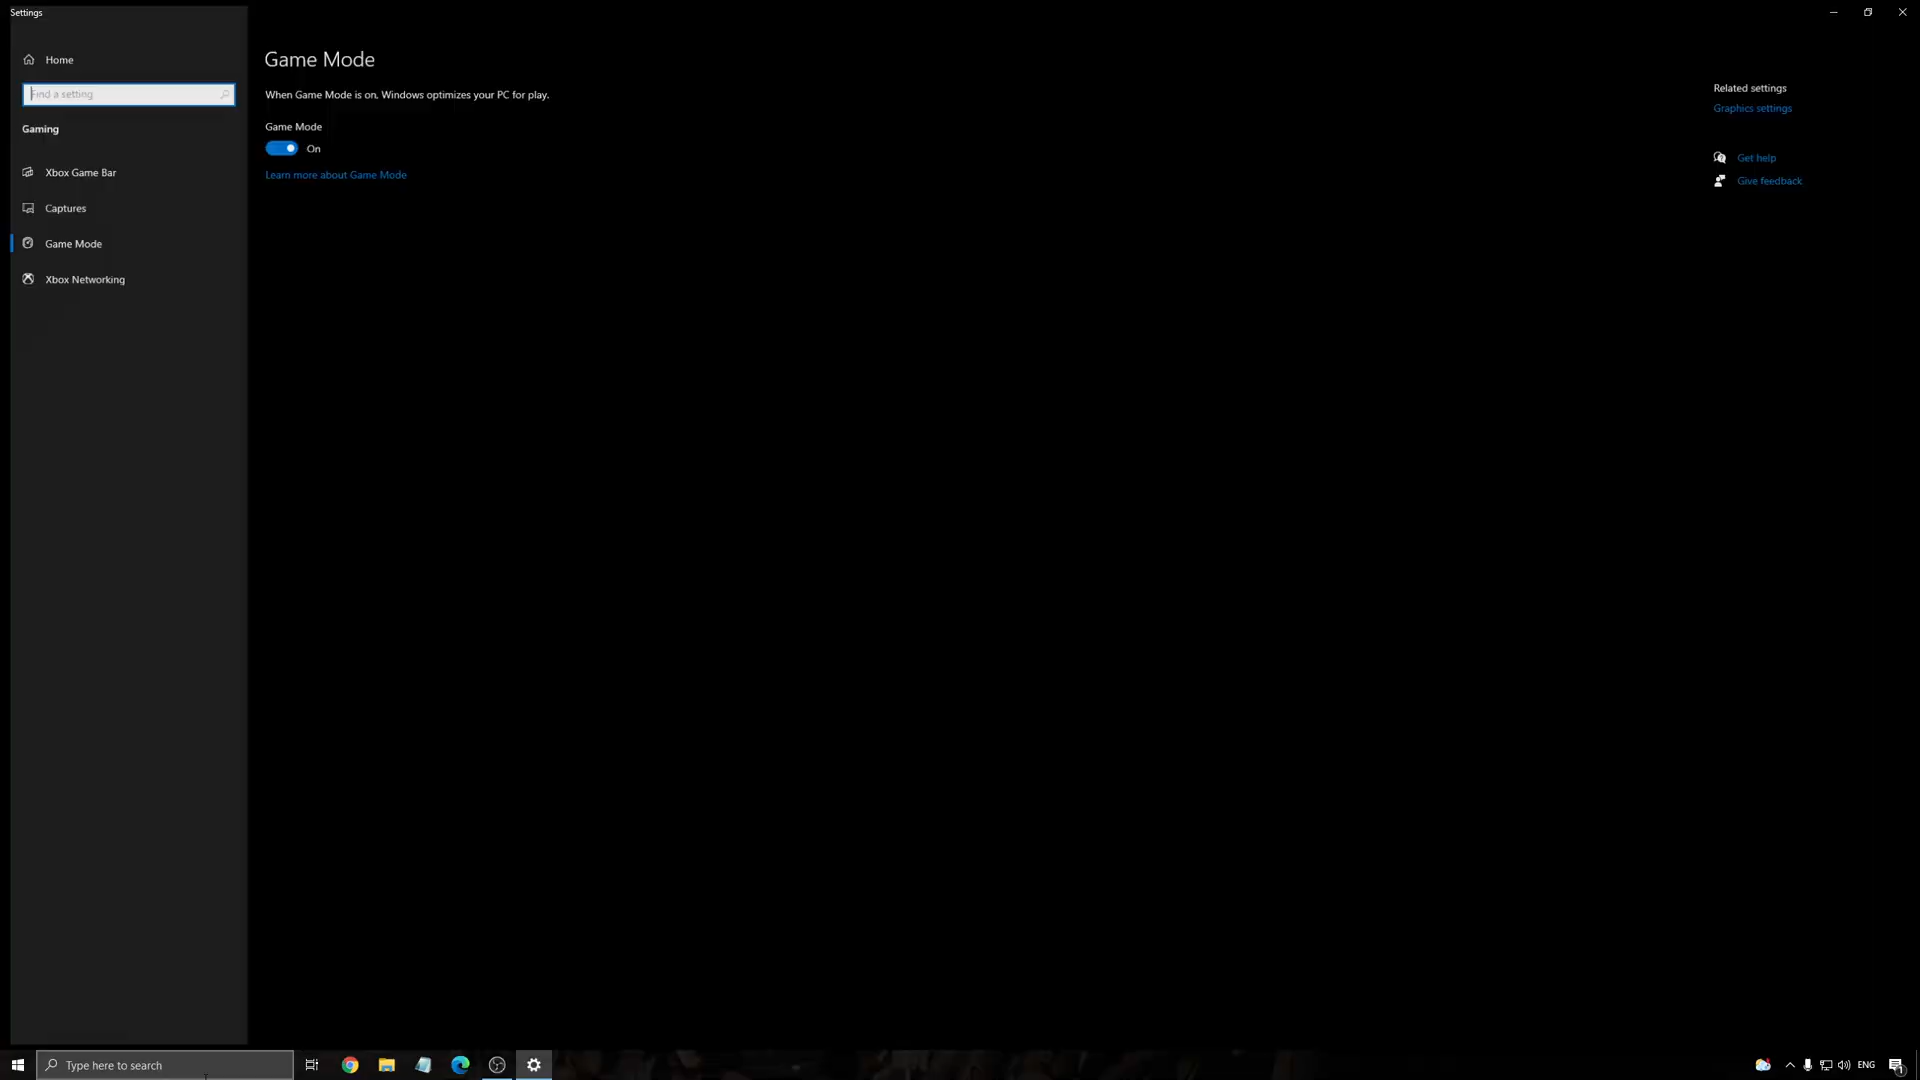 Settings
Home
Find a setting
Gaming
Xbox Game Bar
Captures
Game Mode
Xbox Networking
Game Mode
When Game Mode is on, Windows optimizes your PC for play.
Game Mode
On
Learn more about Game Mode
Related settings
Graphics settings
Get help
Give feedback
Type here to search
ENG
1